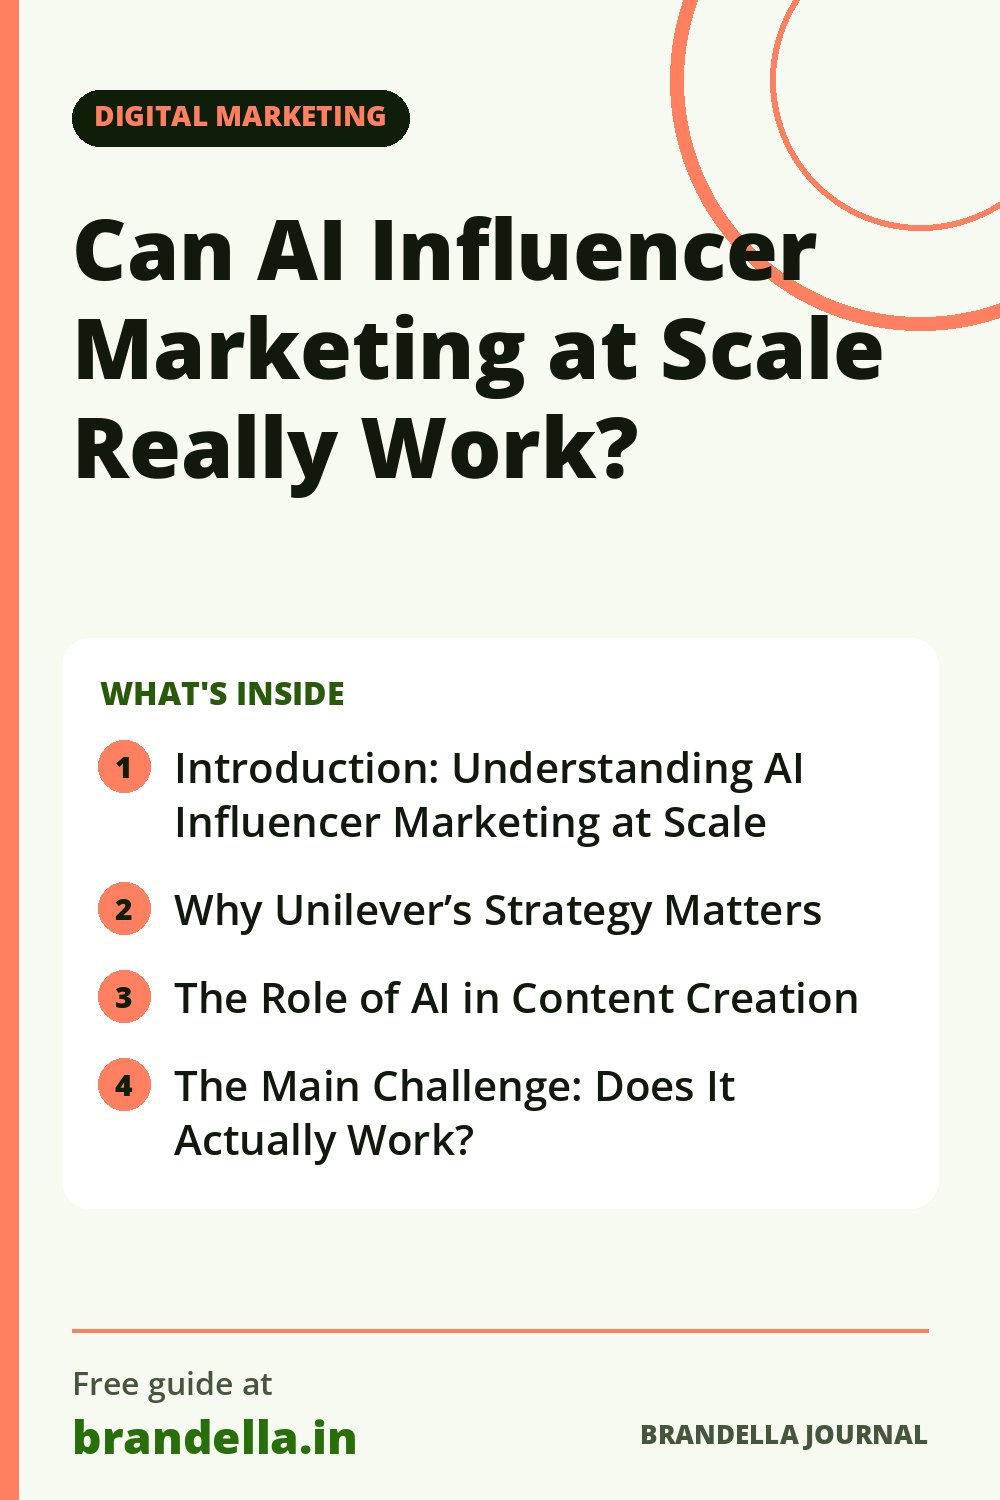 DIGITAL MARKETING
Can AI Influencer
Marketing at Scale
Really Work?
WHAT'S INSIDE
1 Introduction: Understanding AI
Influencer Marketing at Scale
2 Why Unilever’s Strategy Matters
3 The Role of AI in Content Creation
4 The Main Challenge: Does It
Actually Work?
Free guide at
brandella.in
BRANDELLA JOURNAL